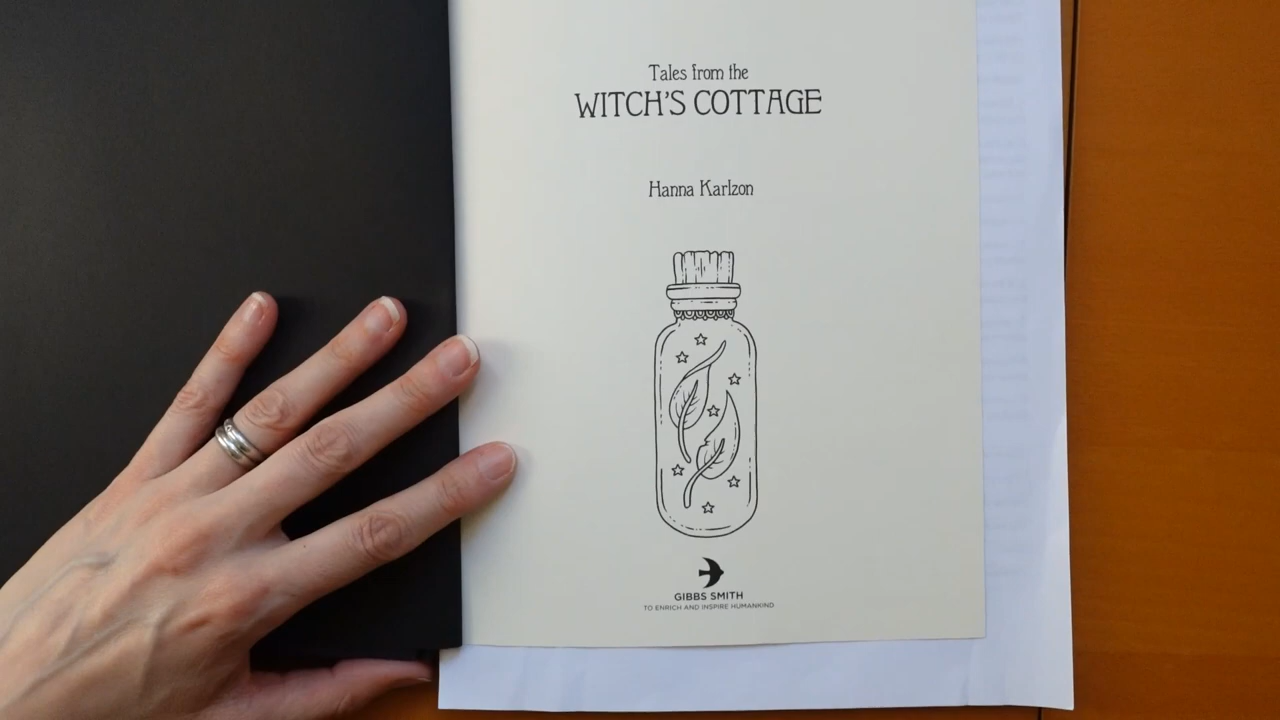 Tales from the
WITCH'S COTTAGE
Hanna Karlzon
GIBBS SMITH
TO ENRICH AND INSPIRE HUMANKIND